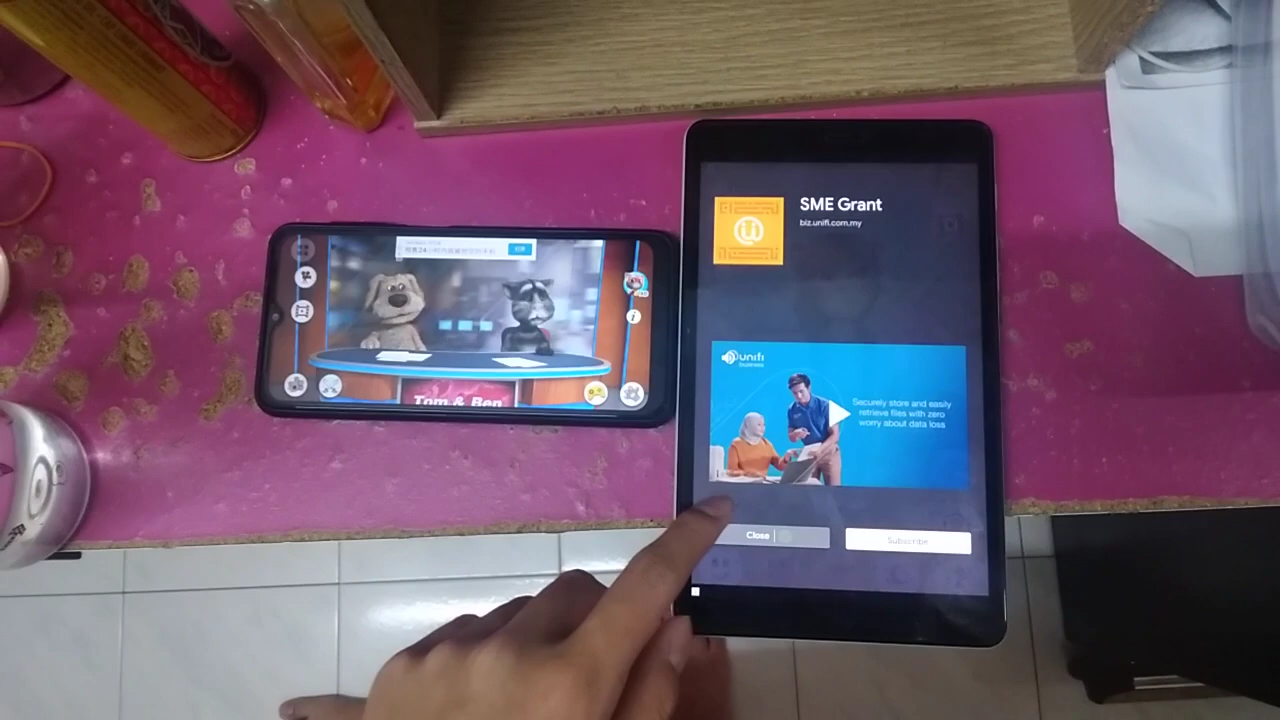 Tom & Ben
SME Grant
biz.unifi.com.my
unifi
business
Securely store and easily
retrieve files with zero
worry about data loss
Close
Subscribe